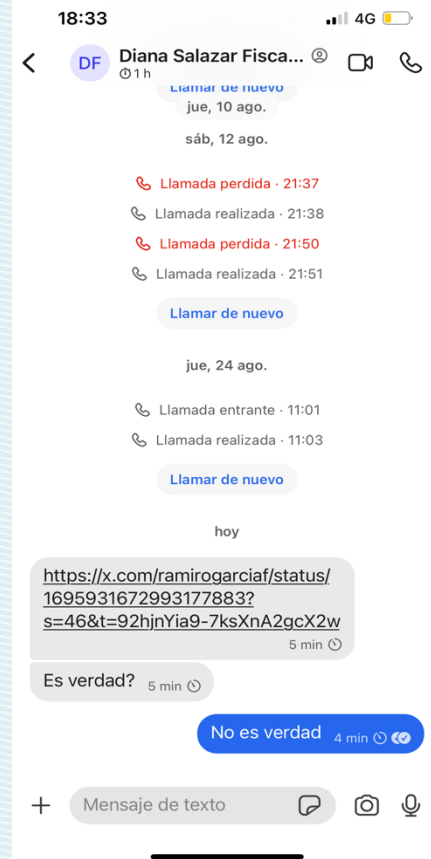 18:33
4G
DF
Diana Salazar Fisca...
1 h
Llamar de nuevo
jue, 10 ago.
sáb, 12 ago.
Llamada perdida · 21:37
Llamada realizada · 21:38
Llamada perdida · 21:50
Llamada realizada · 21:51
Llamar de nuevo
jue, 24 ago.
Llamada entrante · 11:01
Llamada realizada · 11:03
Llamar de nuevo
hoy
https://x.com/ramirogarciaf/status/
1695931672993177883?
s=46&t=92hjnYia9-7ksXnA2gcX2w
5 min
Es verdad? 5 min
No es verdad 4 min
Mensaje de texto